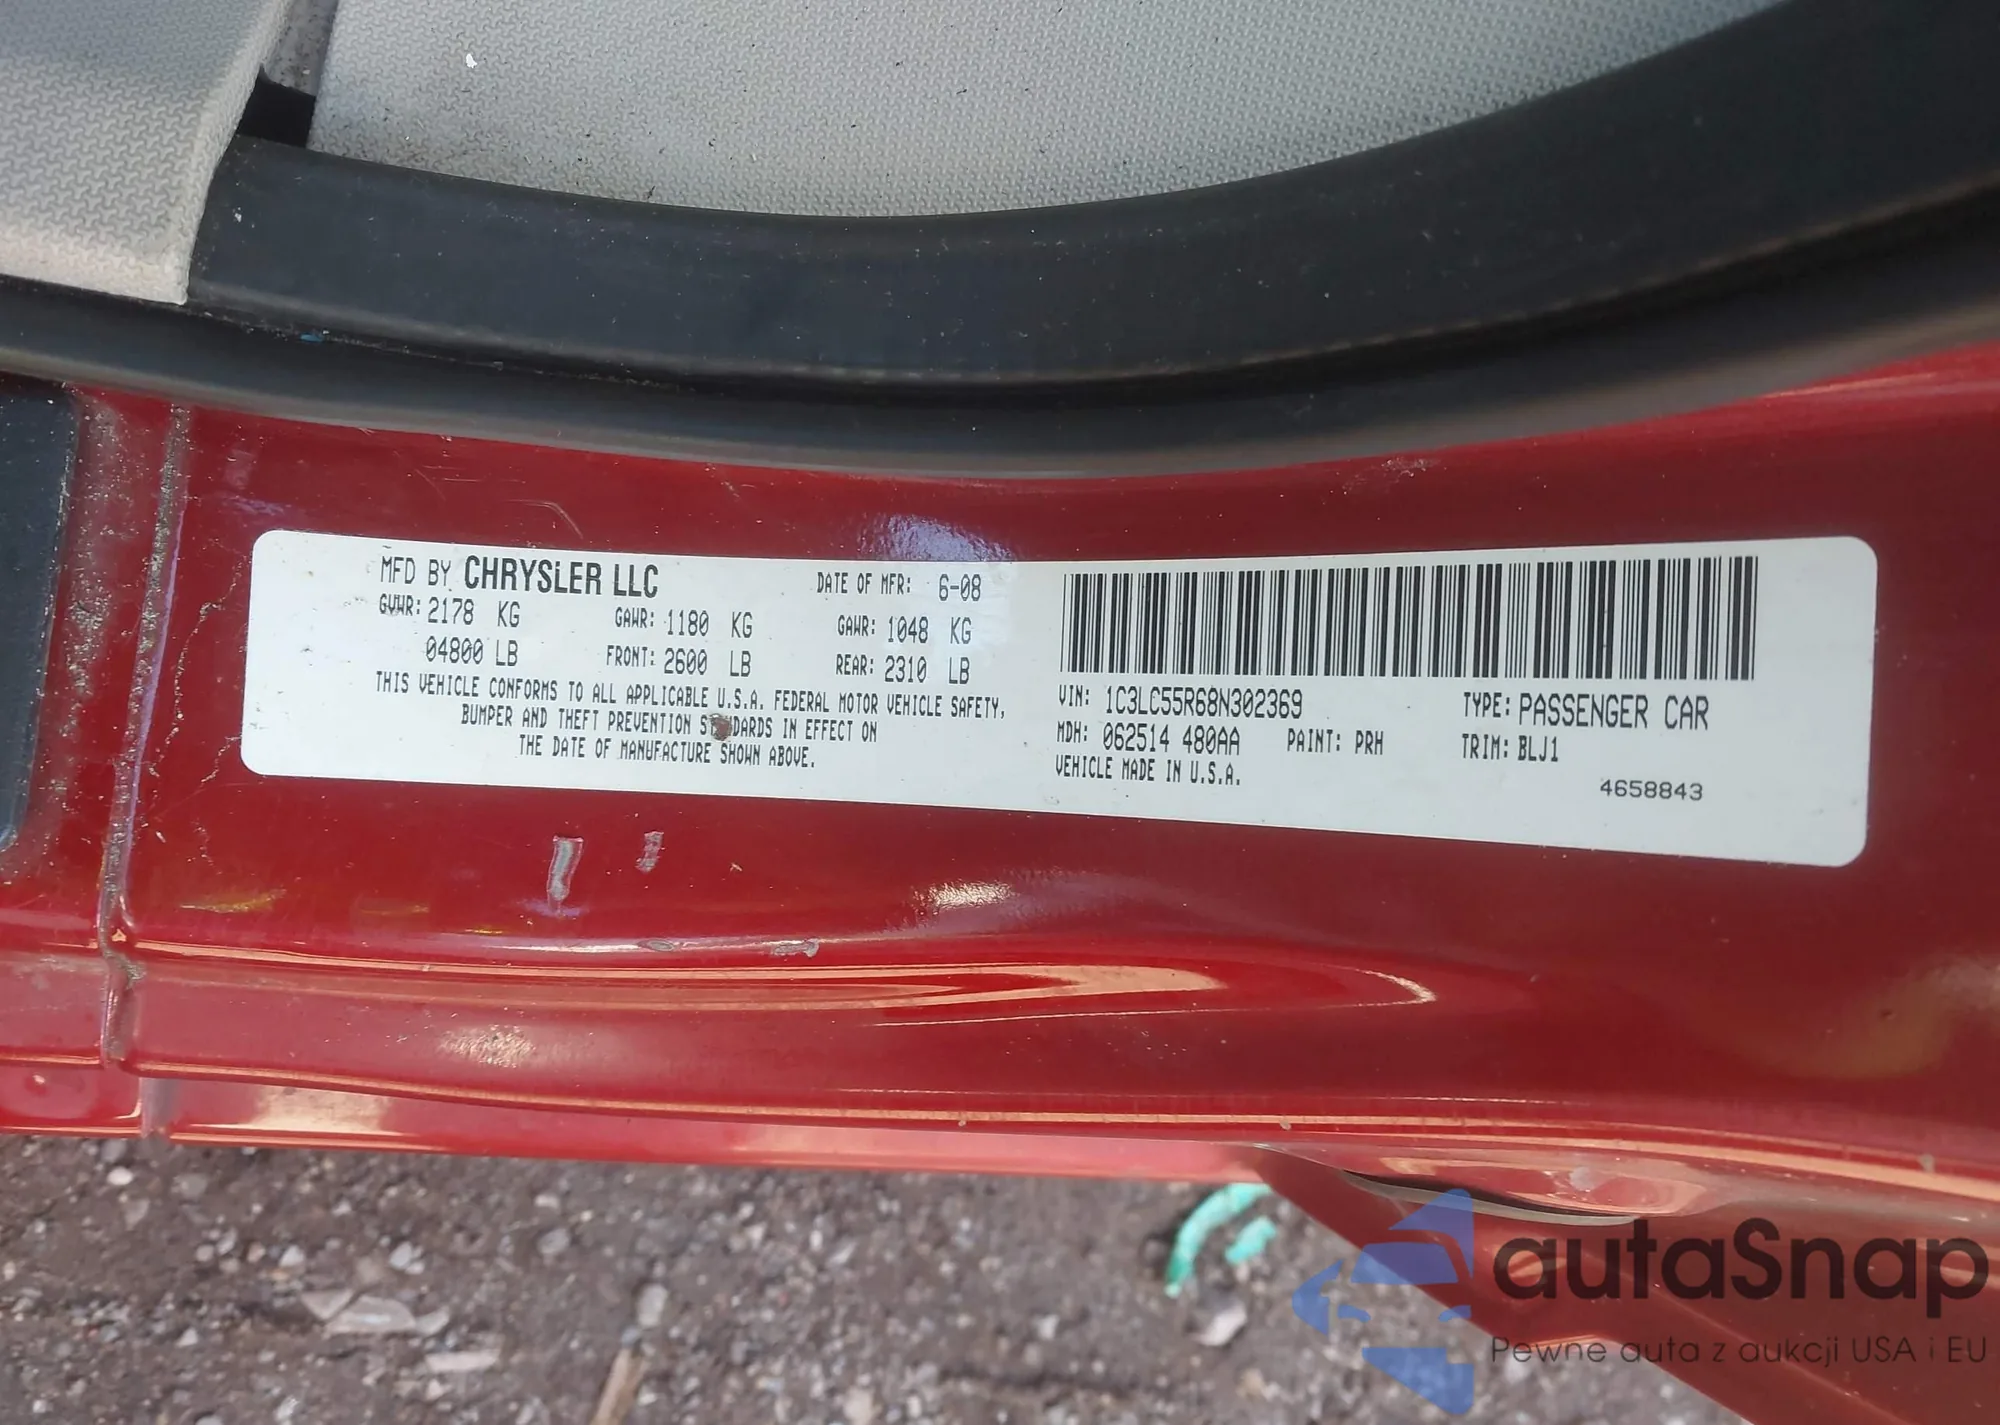 MFD BY CHRYSLER LLC DATE OF MFR: 6-08
GVWR: 2178 KG GAWR: 1180 KG GAWR: 1048 KG
04800 LB FRONT: 2600 LB REAR: 2310 LB
THIS VEHICLE CONFORMS TO ALL APPLICABLE U.S.A. FEDERAL MOTOR VEHICLE SAFETY,
BUMPER AND THEFT PREVENTION STANDARDS IN EFFECT ON
THE DATE OF MANUFACTURE SHOWN ABOVE.
VIN: 1C3LC55R68N302369 TYPE: PASSENGER CAR
MDH: 062514 480AA PAINT: PRH TRIM: BLJ1
VEHICLE MADE IN U.S.A.
4658843
autaSnap
Pewne auta z aukcji USA i EU